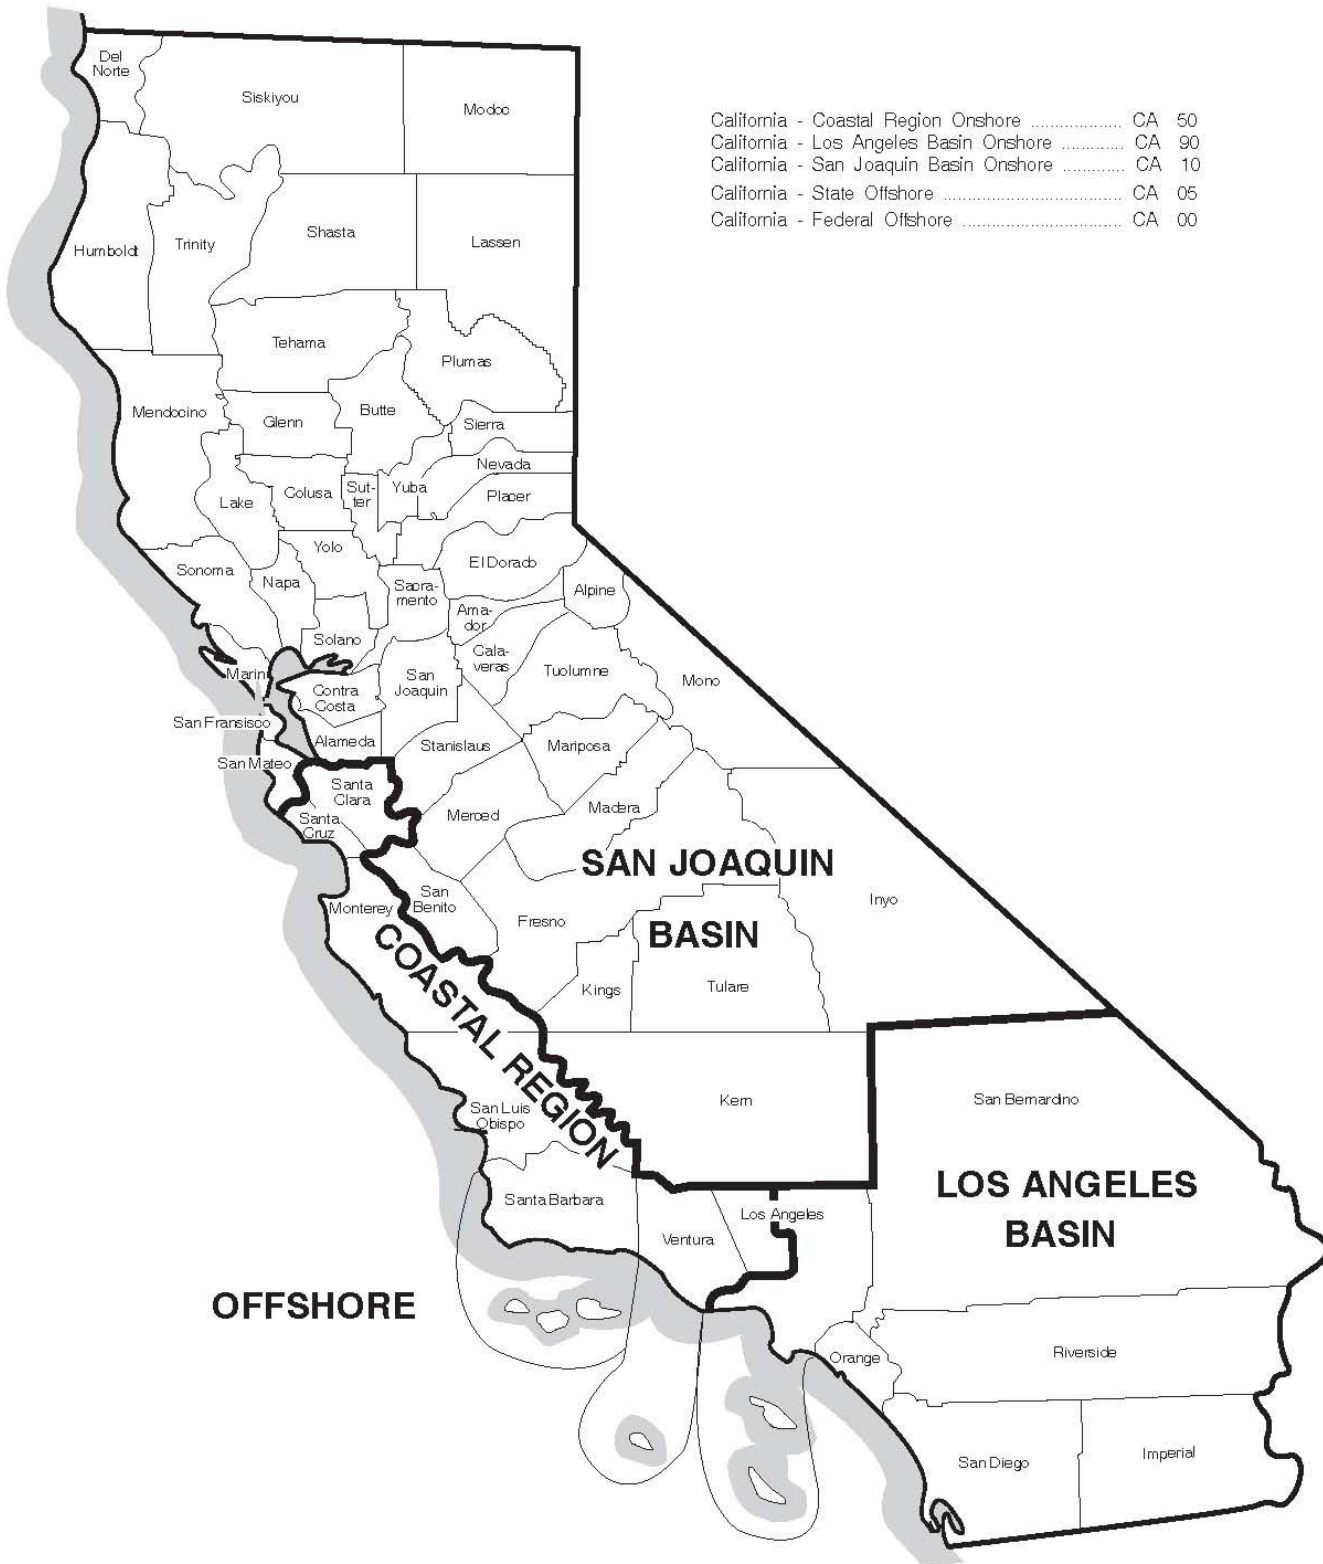 Del
Norte
Siskiyou
Modoc
California - Coastal Region Onshore .................. CA 50
California - Los Angeles Basin Onshore ............. CA 90
California - San Joaquin Basin Onshore ............. CA 10
California - State Offshore ................................... CA 05
California - Federal Offshore ................................ CA 00
Humboldt
Trinity
Shasta
Lassen
Tehama
Plumas
Mendocino
Glenn
Butte
Sierra
Nevada
Lake
Colusa
Sut-
ter
Yuba
Placer
Sonoma
Napa
Yolo
El Dorado
Sacra-
mento
Alpine
Ama-
dor
Solano
Cala-
veras
Marin
Contra
Costa
San
Joaquin
Tuolumne
Mono
San Fransisco
Alameda
Stanislaus
Mariposa
San Mateo
Santa
Clara
Santa
Cruz
Merced
Madera
SAN JOAQUIN
BASIN
Monterey
San
Benito
Fresno
Inyo
Kings
Tulare
COASTAL REGION
San Luis
Obispo
Kern
San Bernardino
LOS ANGELES
BASIN
Santa Barbara
Ventura
Los Angeles
OFFSHORE
Orange
Riverside
San Diego
Imperial